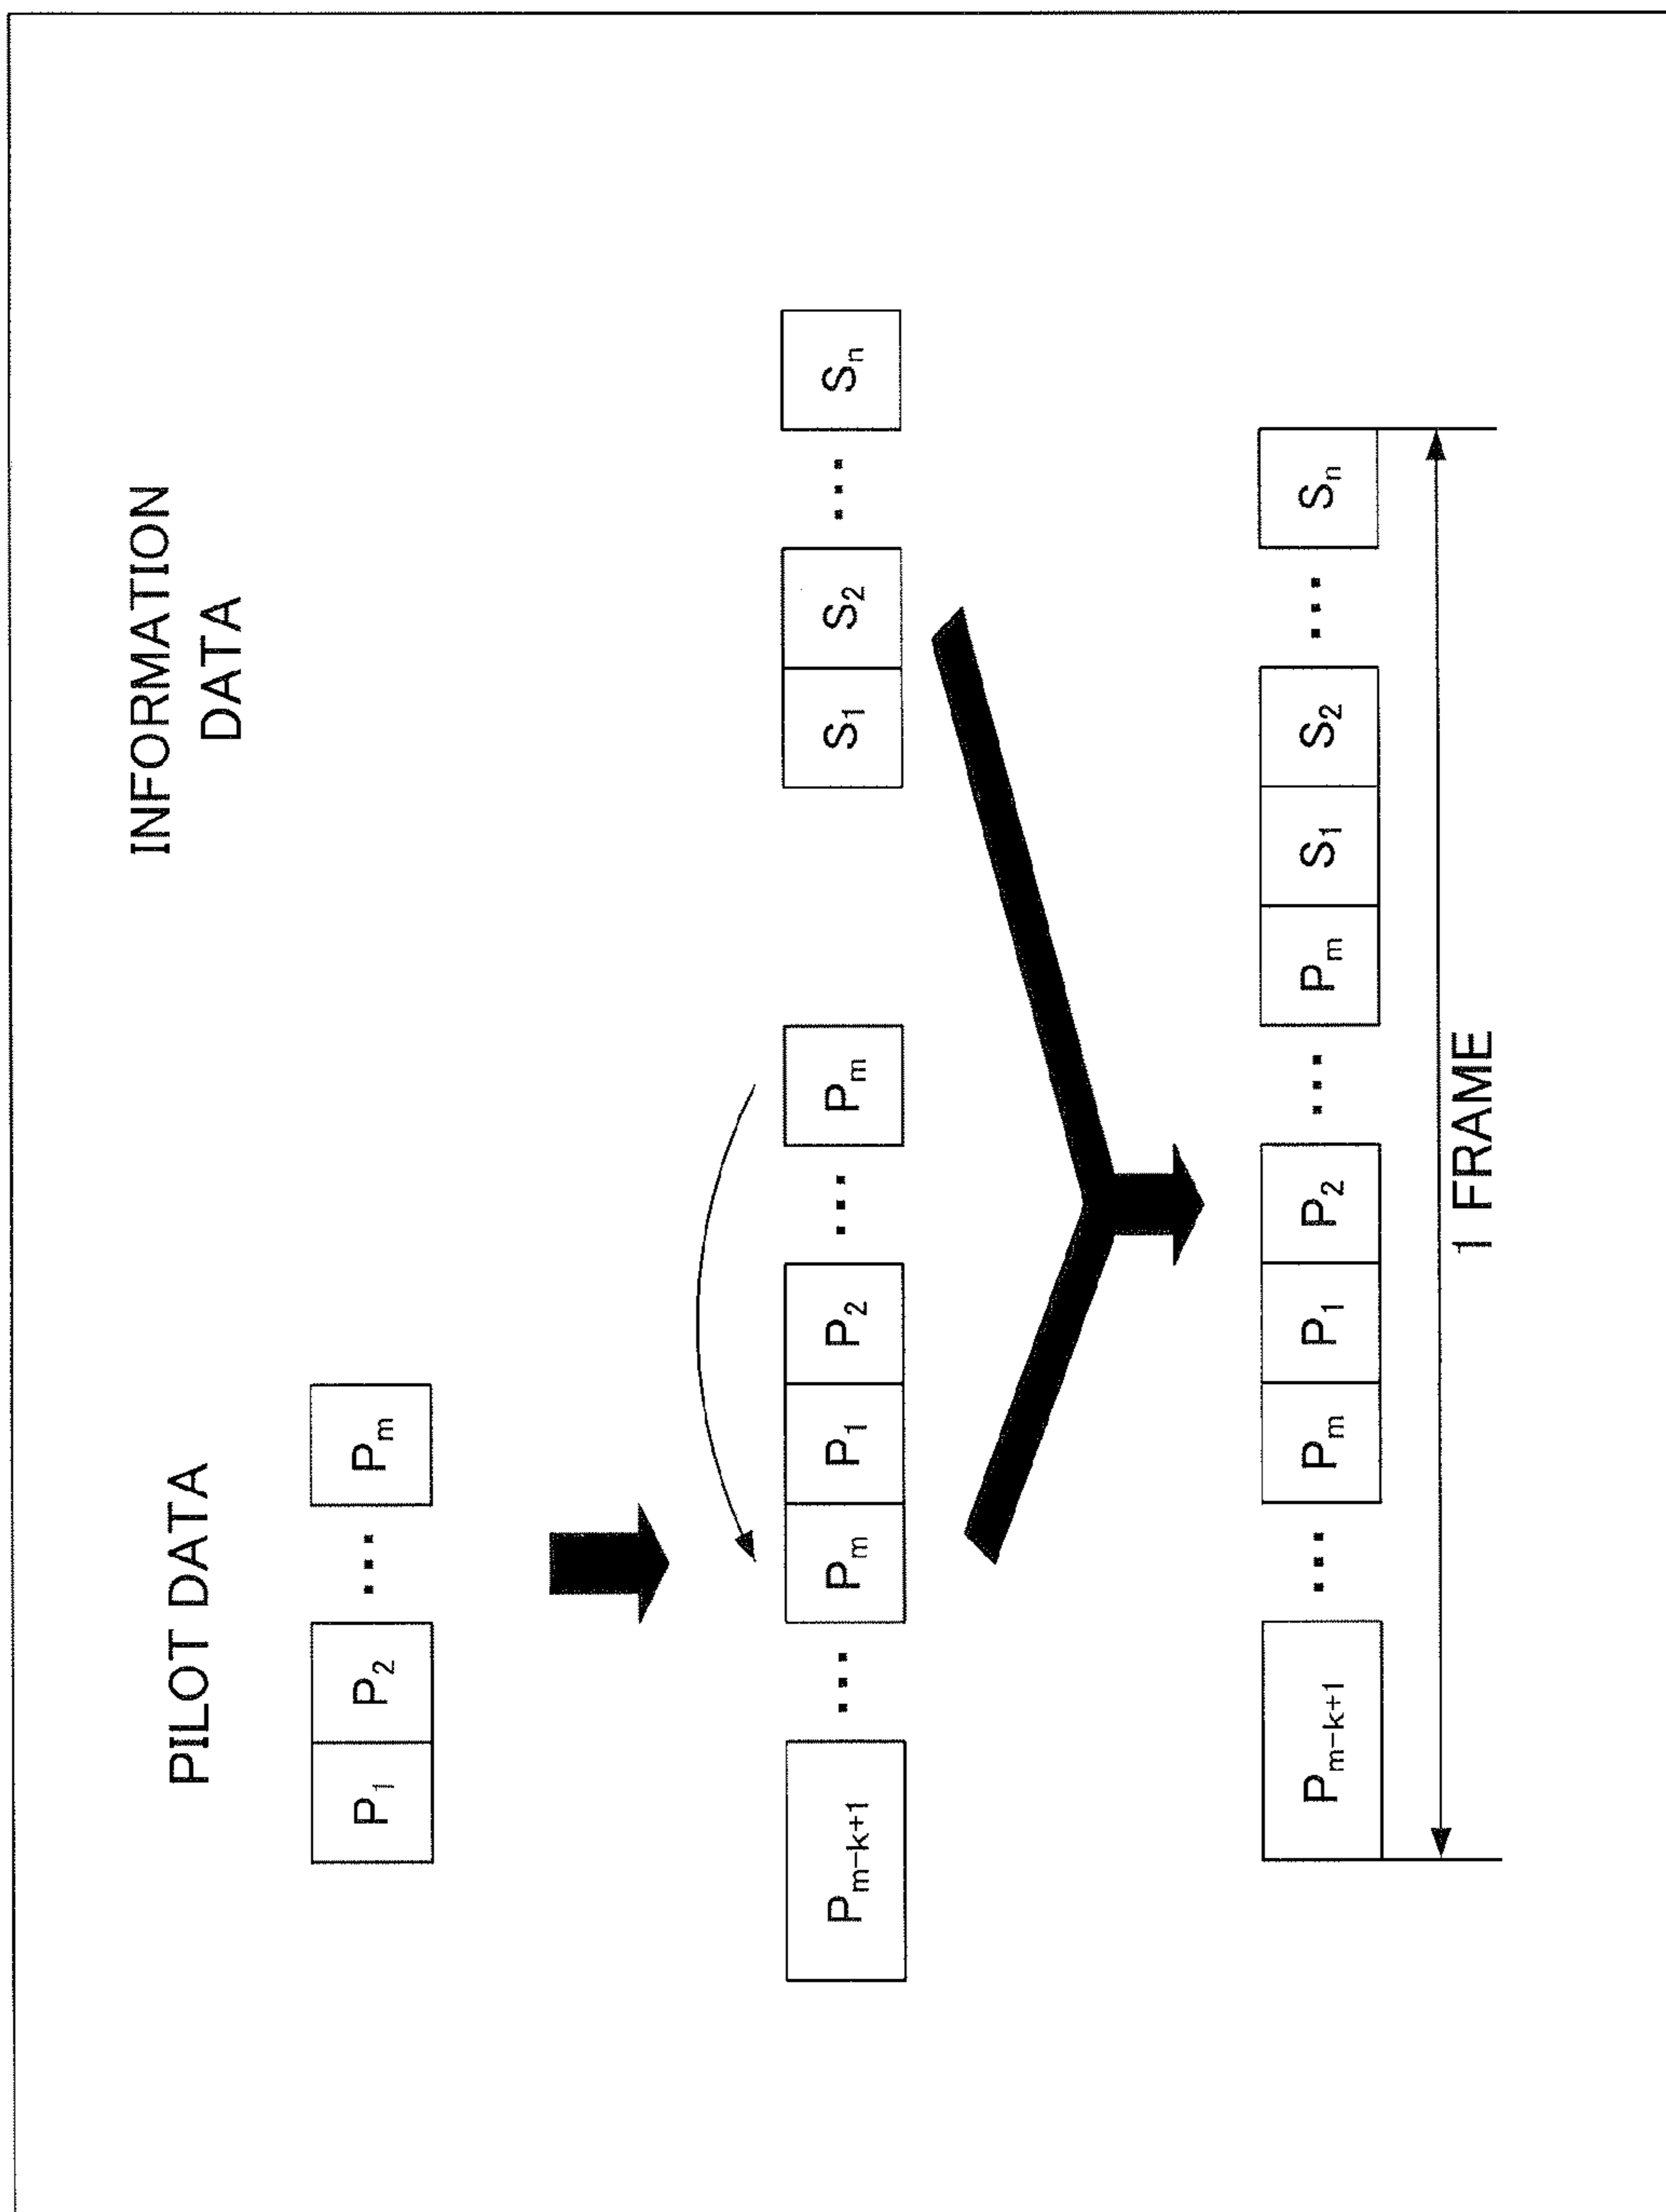 PILOT DATA
INFORMATION
DATA
P₁ P₂ ... Pₘ
Pₘ₋ₖ₊₁ ... Pₘ P₁ P₂ ... Pₘ
S₁ S₂ ... Sₙ
Pₘ₋ₖ₊₁ ... Pₘ P₁ P₂ ... Pₘ S₁ S₂ ... Sₙ
1 FRAME